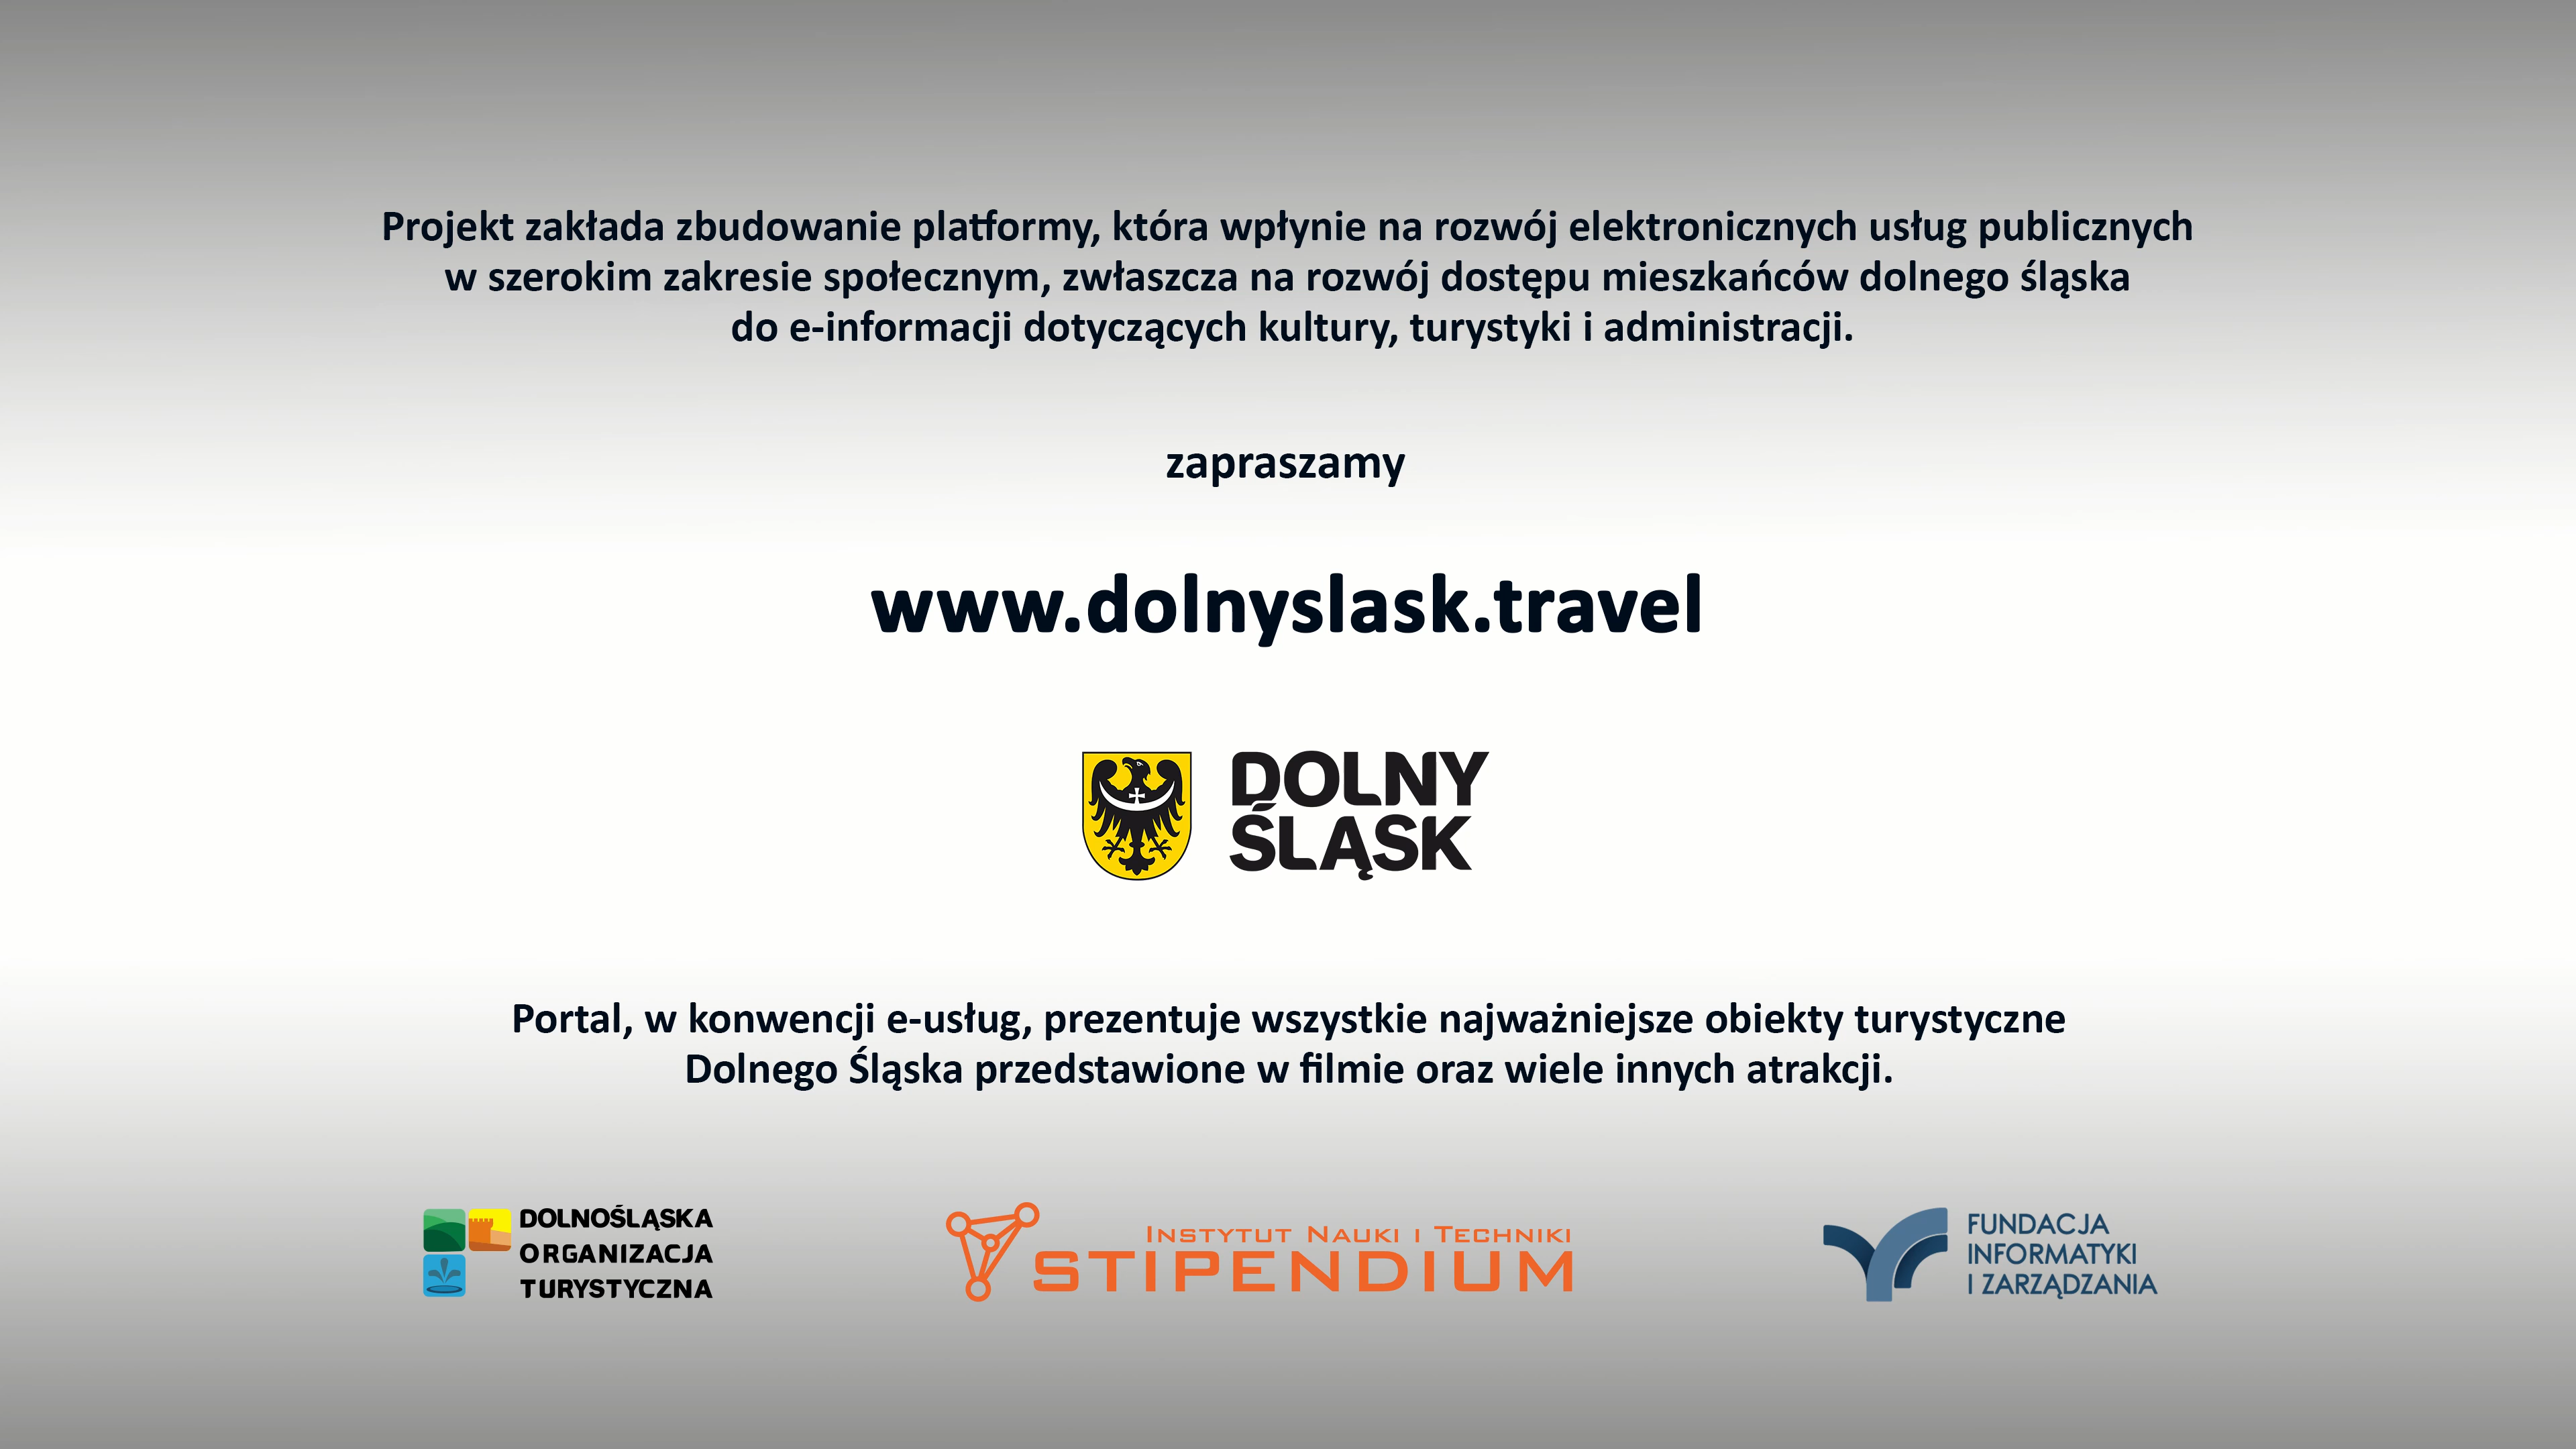 Projekt zakłada zbudowanie platformy, która wpłynie na rozwój elektronicznych usług publicznych
w szerokim zakresie społecznym, zwłaszcza na rozwój dostępu mieszkańców dolnego śląska
do e-informacji dotyczących kultury, turystyki i administracji.
zapraszamy
www.dolnyslask.travel
DOLNY
ŚLĄSK
Portal, w konwencji e-usług, prezentuje wszystkie najważniejsze obiekty turystyczne
Dolnego Śląska przedstawione w filmie oraz wiele innych atrakcji.
DOLNOŚLĄSKA
ORGANIZACJA
TURYSTYCZNA
INSTYTUT NAUKI I TECHNIKI
STIPENDIUM
FUNDACJA
INFORMATYKI
I ZARZĄDZANIA